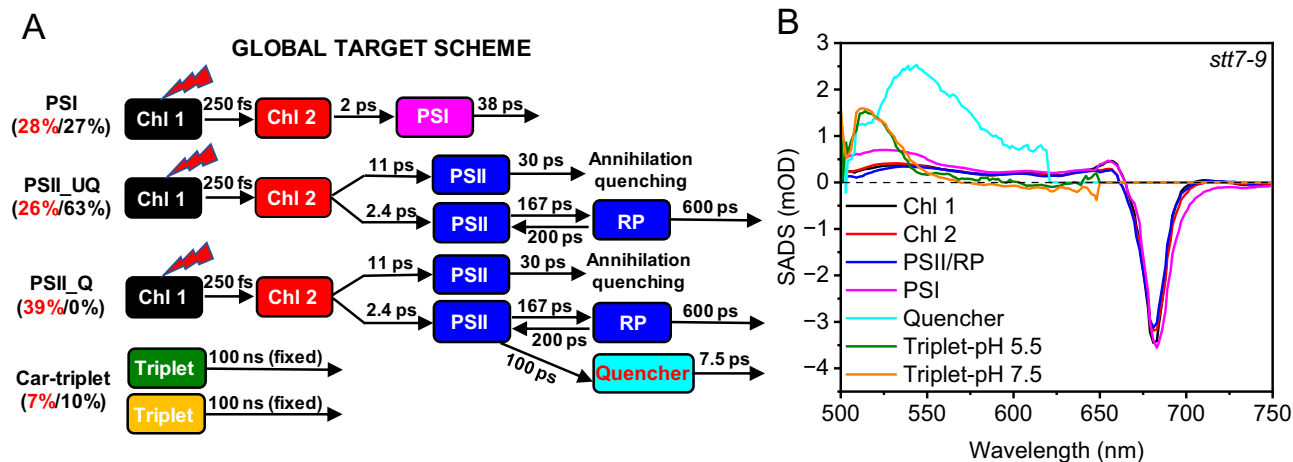 A
GLOBAL TARGET SCHEME
PSI
(28%/27%)
Chl 1
250 fs
Chl 2
2 ps
PSI
38 ps
PSII_UQ
(26%/63%)
Chl 1
250 fs
Chl 2
11 ps
PSII
30 ps
Annihilation
quenching
2.4 ps
PSII
167 ps
200 ps
RP
600 ps
PSII_Q
(39%/0%)
Chl 1
250 fs
Chl 2
11 ps
PSII
30 ps
Annihilation
quenching
2.4 ps
PSII
167 ps
200 ps
RP
600 ps
100 ps
Quencher
7.5 ps
Car-triplet
(7%/10%)
Triplet
100 ns (fixed)
Triplet
100 ns (fixed)
B
stt7-9
SADS (mOD)
3
2
1
0
−1
−2
−3
−4
Chl 1
Chl 2
PSII/RP
PSI
Quencher
Triplet-pH 5.5
Triplet-pH 7.5
500 550 600 650 700 750
Wavelength (nm)